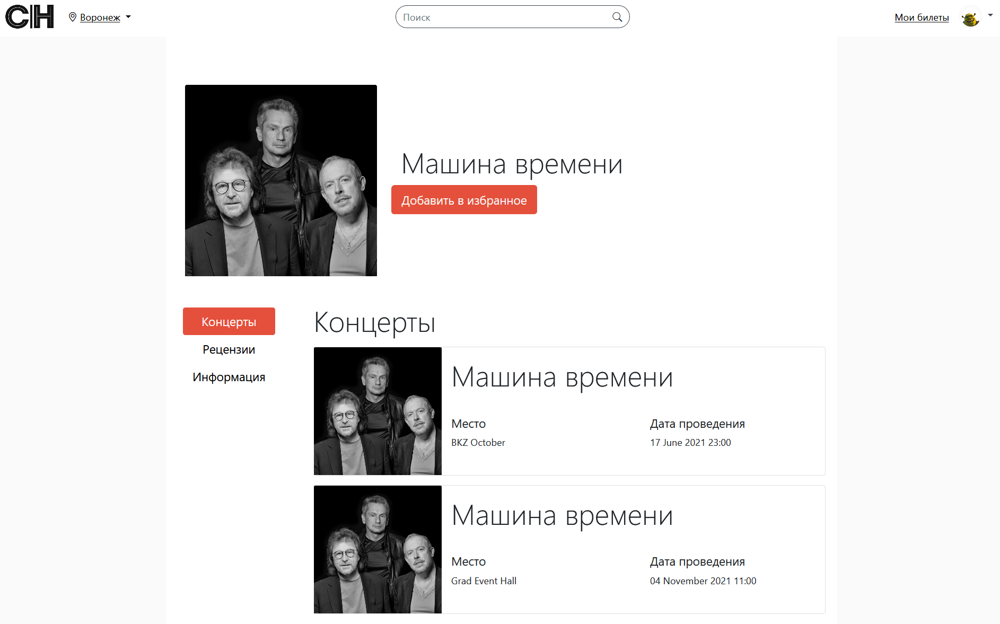 CH
Воронеж
Поиск
Мои билеты
Машина времени
Добавить в избранное
Концерты
Рецензии
Информация
Концерты
Машина времени
Место
Дата проведения
BKZ October
17 June 2021 23:00
Машина времени
Место
Дата проведения
Grad Event Hall
04 November 2021 11:00